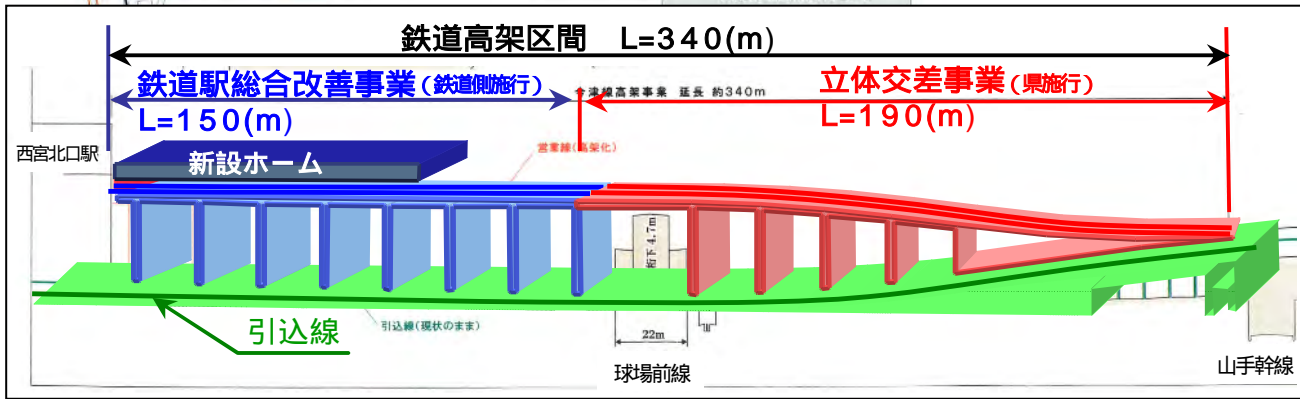 鉄道高架区間 L=340(m)
鉄道駅総合改善事業(鉄道側施行)
L=150(m)
今津線高架事業 延長 約340m
立体交差事業(県施行)
L=190(m)
西宮北口駅
新設ホーム
営業線(高架化)
桁下4.7m
引込線
引込線(現状のまま)
22m
球場前線
山手幹線